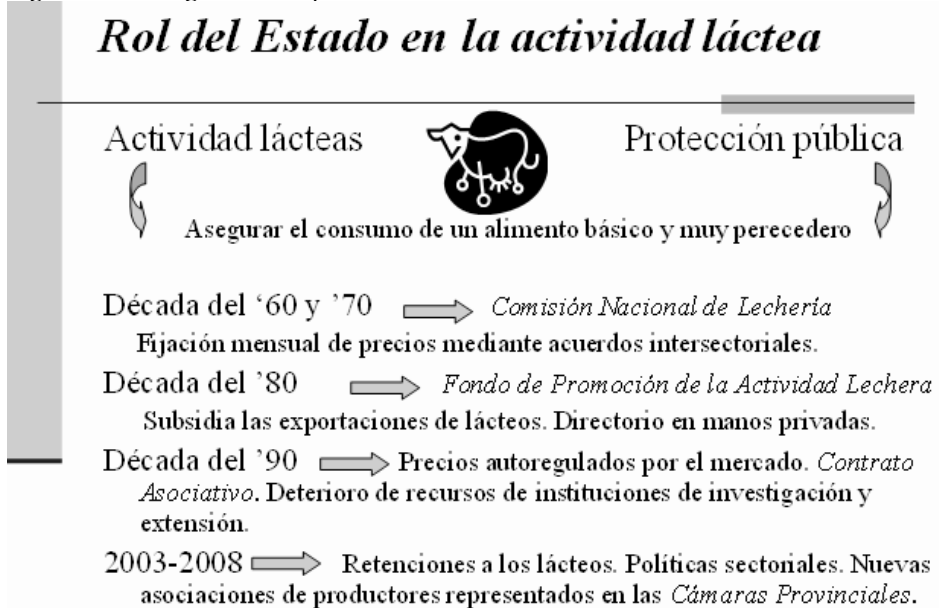 Rol del Estado en la actividad láctea
Actividad lácteas
Protección pública
Asegurar el consumo de un alimento básico y muy perecedero
Década del ‘60 y ’70 Comisión Nacional de Lechería
Fijación mensual de precios mediante acuerdos intersectoriales.
Década del ’80 Fondo de Promoción de la Actividad Lechera
Subsidia las exportaciones de lácteos. Directorio en manos privadas.
Década del ’90 Precios autoregulados por el mercado. Contrato
Asociativo. Deterioro de recursos de instituciones de investigación y
extensión.
2003-2008 Retenciones a los lácteos. Políticas sectoriales. Nuevas
asociaciones de productores representados en las Cámaras Provinciales.